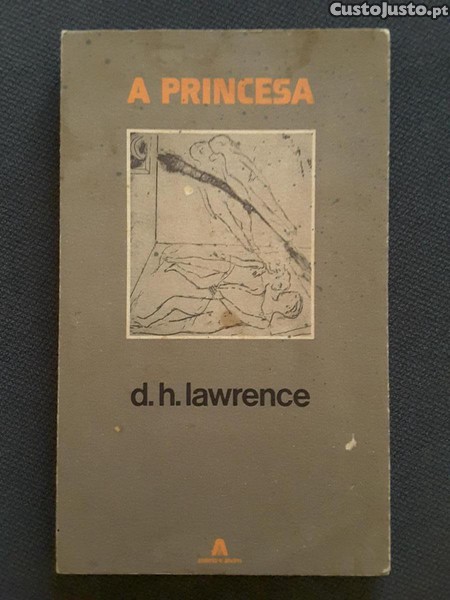 CustoJusto.pt
A PRINCESA
d.h.lawrence
A